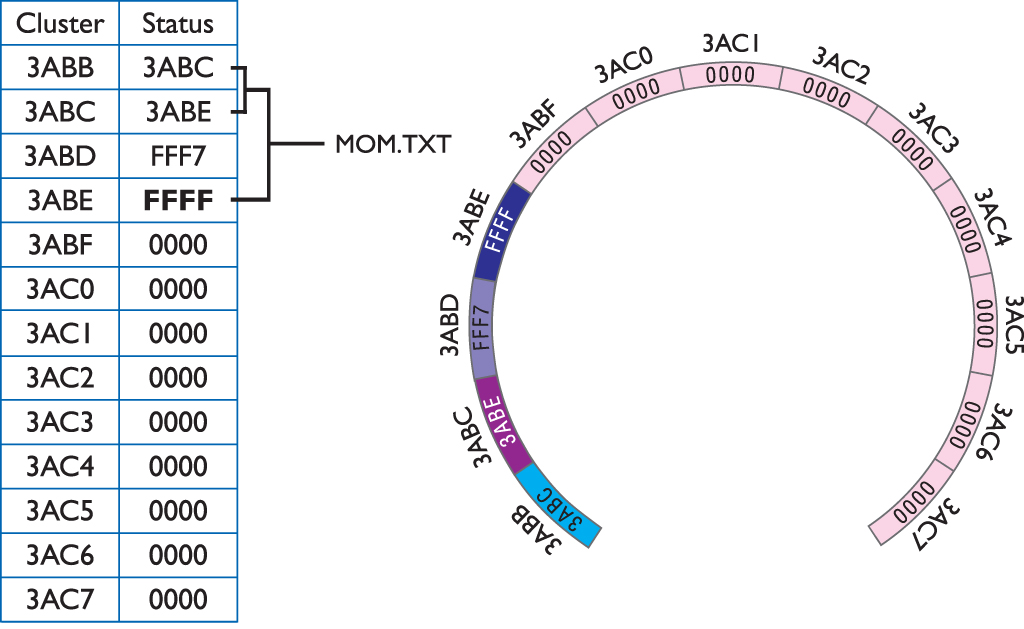 Cluster Status
3ABB 3ABC
3ABC 3ABE
3ABD FFF7
3ABE FFFF
3ABF 0000
3AC0 0000
3AC1 0000
3AC2 0000
3AC3 0000
3AC4 0000
3AC5 0000
3AC6 0000
3AC7 0000
MOM.TXT
3ABB
3ABC
3ABC
3ABE
3ABD
FFF7
3ABE
FFFF
3ABF
0000
3AC0
0000
3AC1
0000
3AC2
0000
3AC3
0000
3AC4
0000
3AC5
0000
3AC6
0000
3AC7
0000